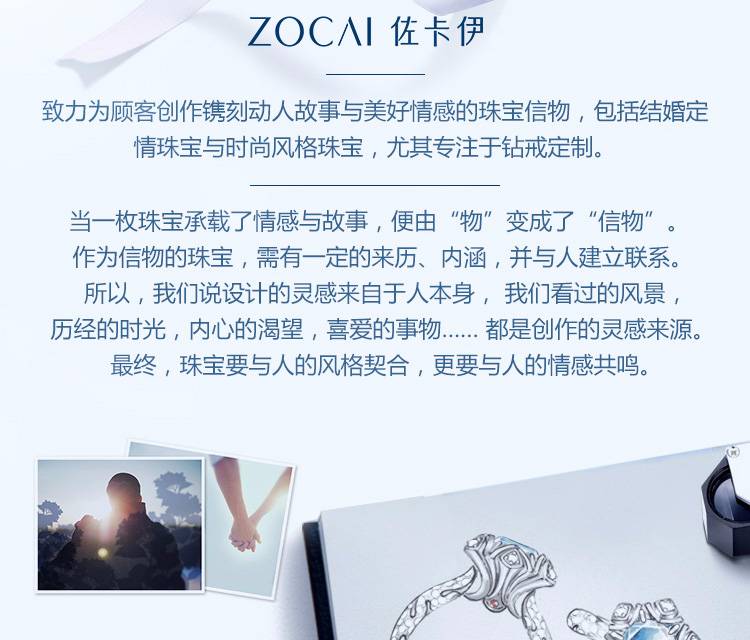 ZOCAI 佐卡伊
致力为顾客创作镌刻动人故事与美好情感的珠宝信物，包括结婚定
情珠宝与时尚风格珠宝，尤其专注于钻戒定制。
当一枚珠宝承载了情感与故事，便由“物”变成了“信物”。
作为信物的珠宝，需有一定的来历、内涵，并与人建立联系。
所以，我们说设计的灵感来自于人本身， 我们看过的风景，
历经的时光，内心的渴望，喜爱的事物...... 都是创作的灵感来源。
最终，珠宝要与人的风格契合，更要与人的情感共鸣。